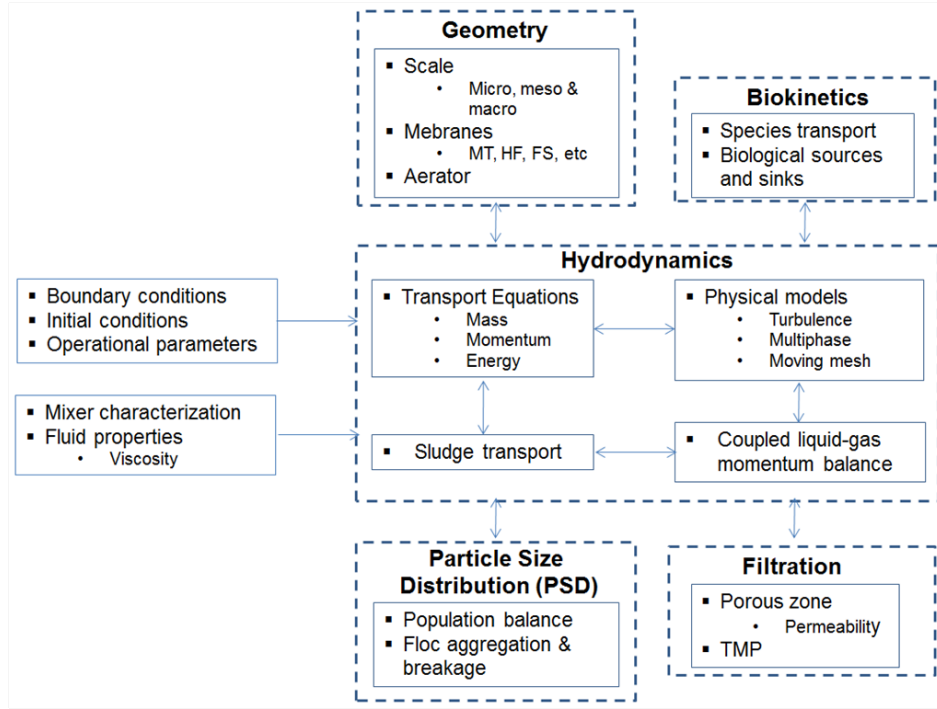 Geometry
▪ Scale
• Micro, meso &
macro
▪ Mebranes
• MT, HF, FS, etc
▪ Aerator
Biokinetics
▪ Species transport
▪ Biological sources
and sinks
Hydrodynamics
▪ Boundary conditions
▪ Initial conditions
▪ Operational parameters
▪ Transport Equations
• Mass
• Momentum
• Energy
▪ Physical models
• Turbulence
• Multiphase
• Moving mesh
▪ Mixer characterization
▪ Fluid properties
• Viscosity
▪ Sludge transport
▪ Coupled liquid-gas
momentum balance
Particle Size
Distribution (PSD)
▪ Population balance
▪ Floc aggregation &
breakage
Filtration
▪ Porous zone
• Permeability
▪ TMP